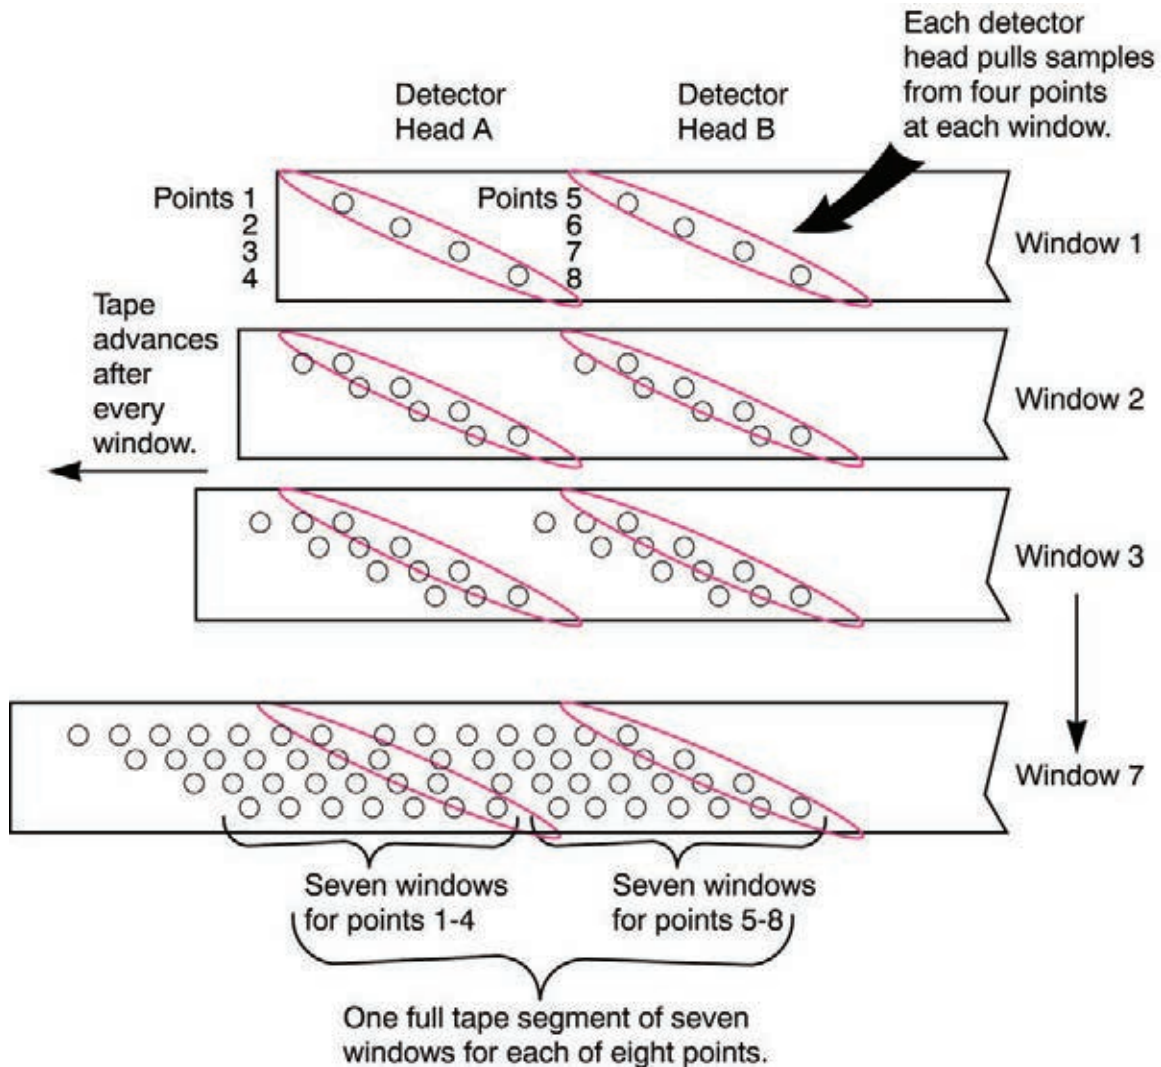 Each detector
head pulls samples
from four points
at each window.
Detector
Head A
Detector
Head B
Points 1
2
3
4
Points 5
6
7
8
Window 1
Tape
advances
after
every
window.
Window 2
Window 3
Window 7
Seven windows
for points 1-4
Seven windows
for points 5-8
One full tape segment of seven
windows for each of eight points.